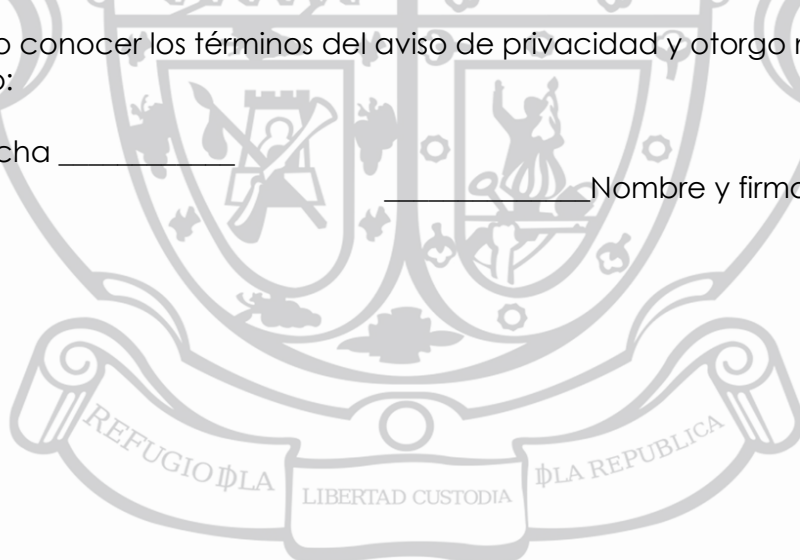 o conocer los términos del aviso de privacidad y otorgo
o:
cha ____________
______________Nombre y firma
REFUGIO DLA
LIBERTAD CUSTODIA
DLA REPUBLICA